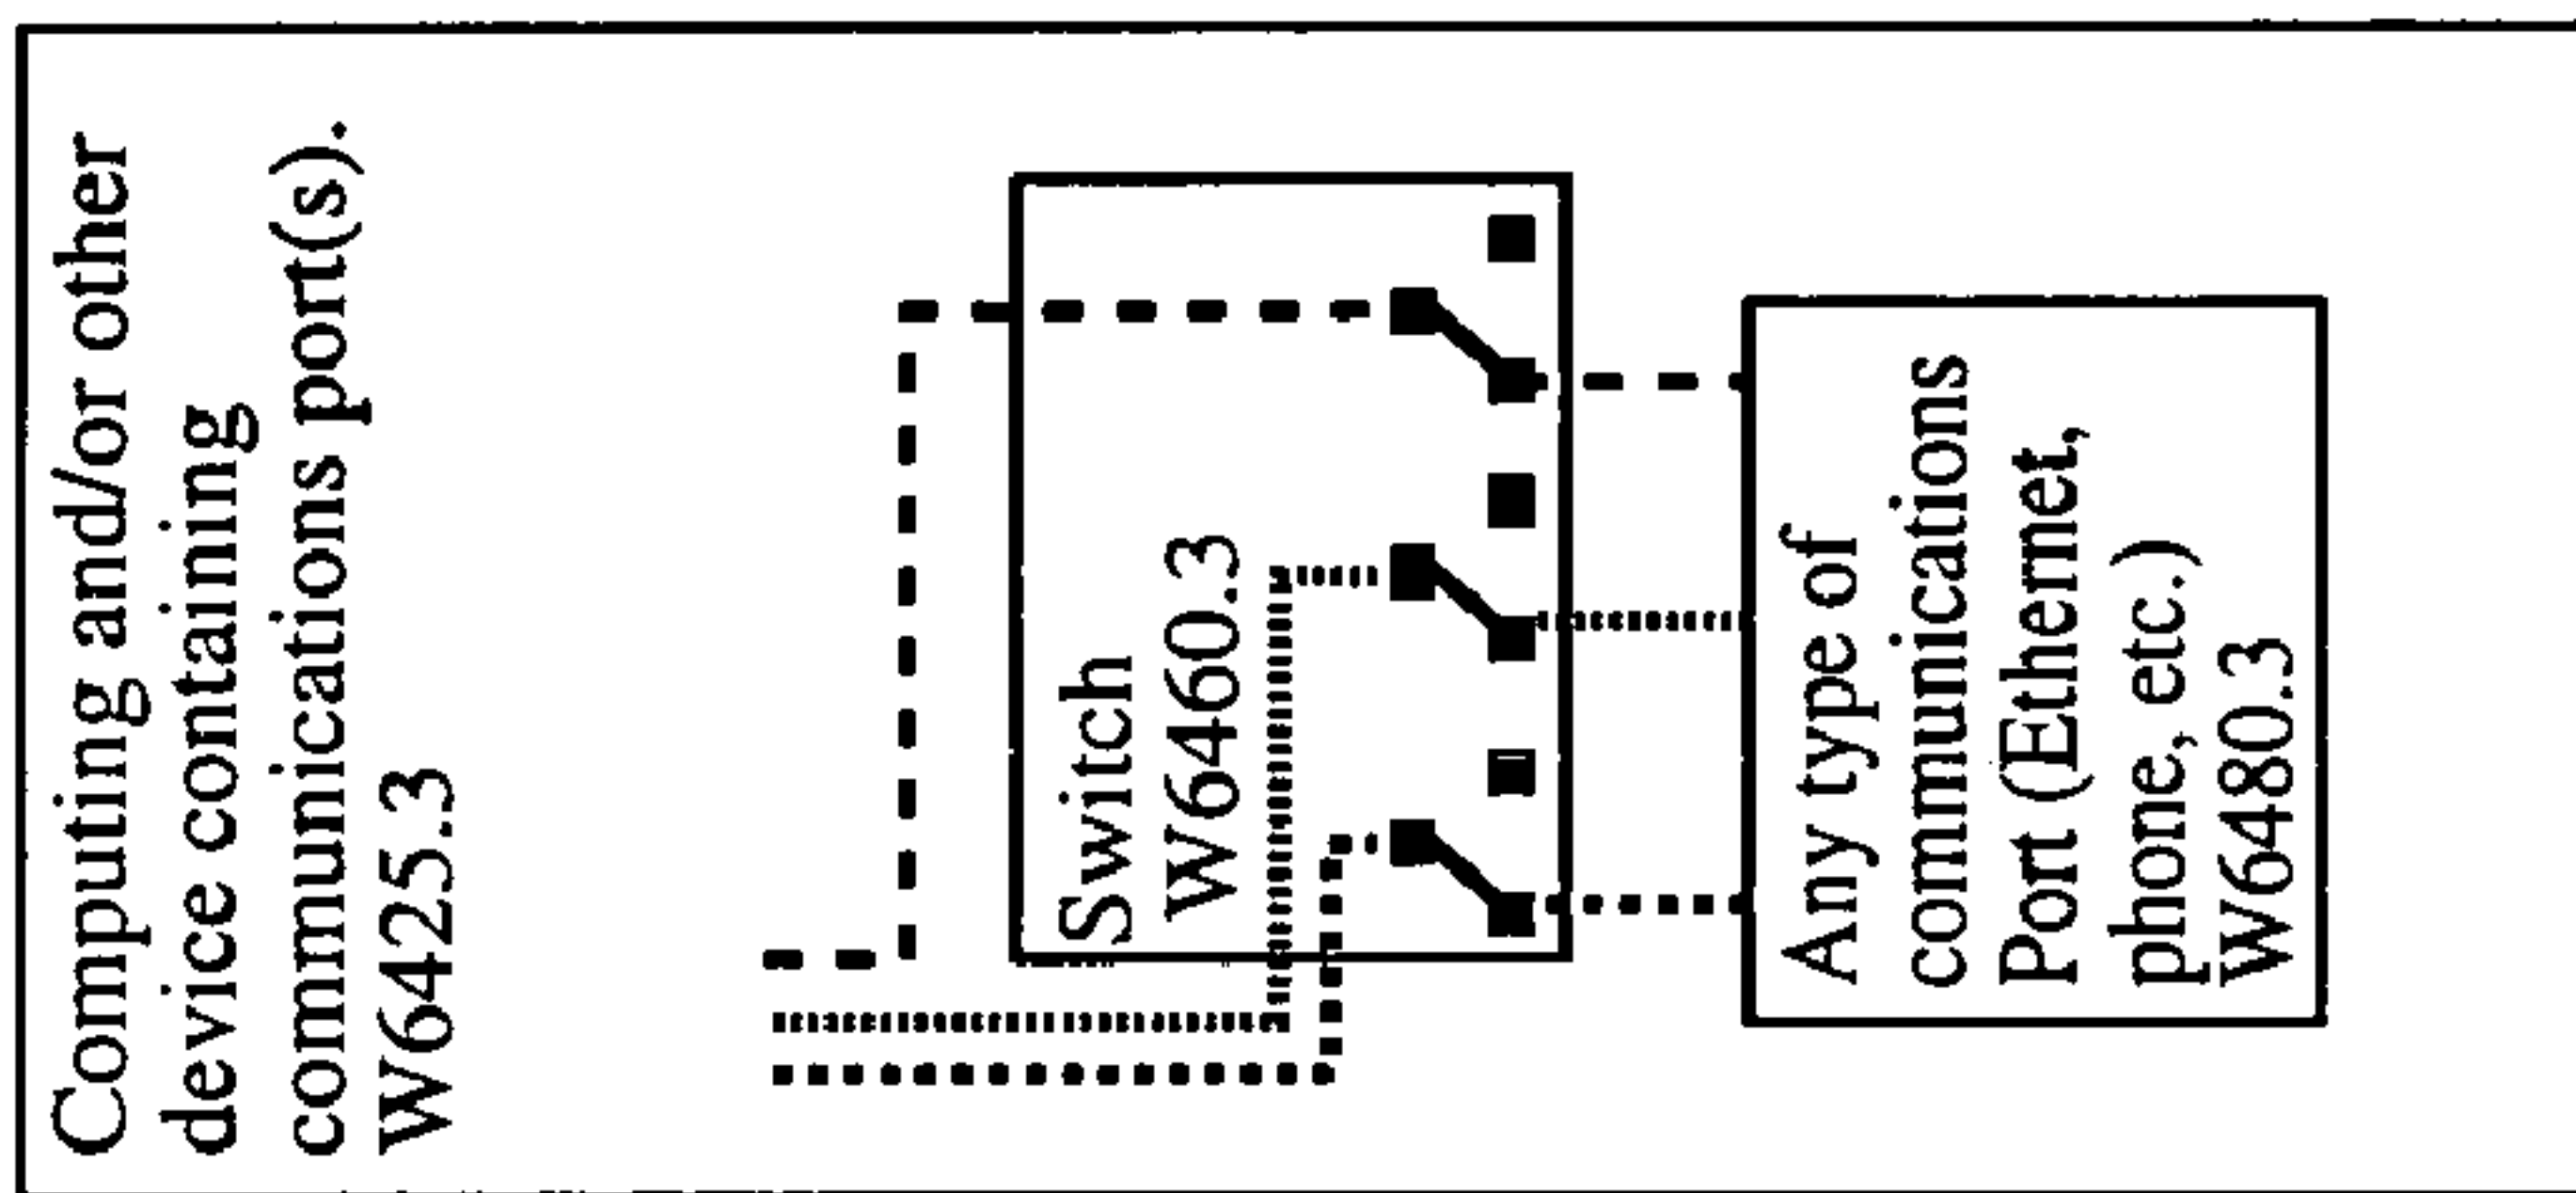 Computing and/or other
device containing
communications port(s).
W6425.3
Switch
W6460.3
Any type of
communications
Port (Ethernet,
phone, etc.)
W6480.3